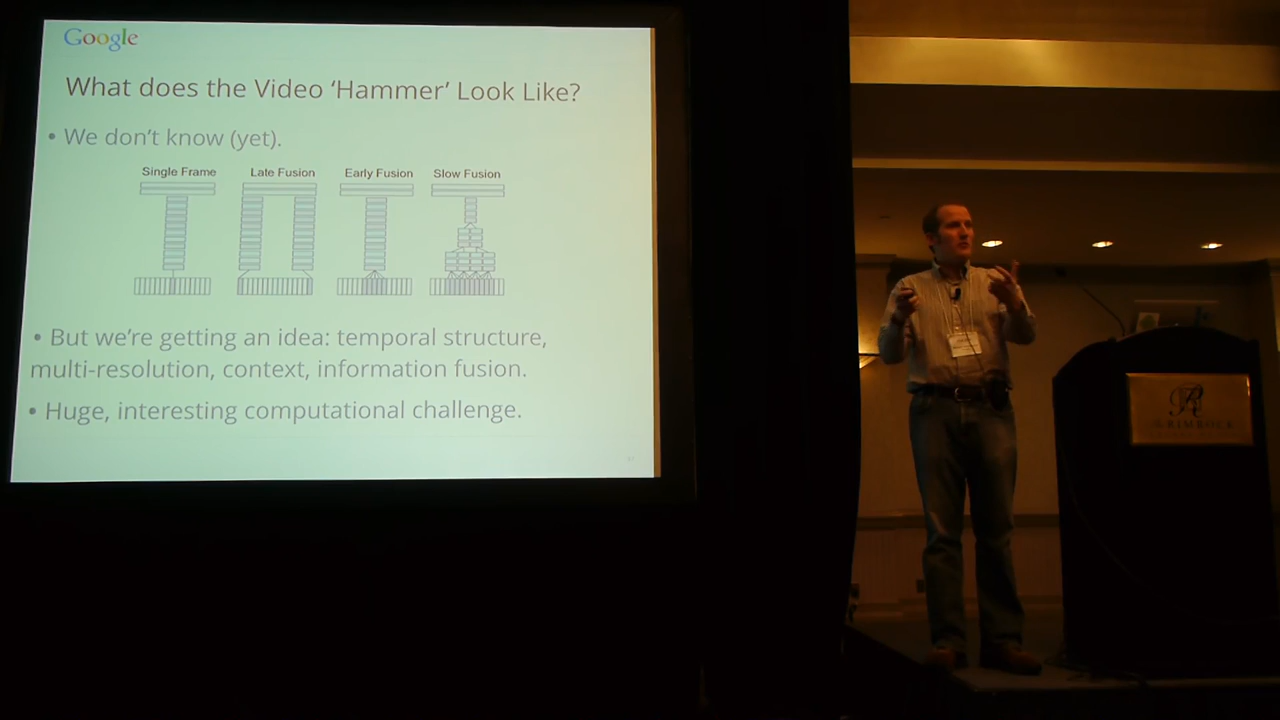 Google
What does the Video ‘Hammer’ Look Like?
• We don’t know (yet).
Single Frame Late Fusion Early Fusion Slow Fusion
• But we’re getting an idea: temporal structure,
multi-resolution, context, information fusion.
• Huge, interesting computational challenge.